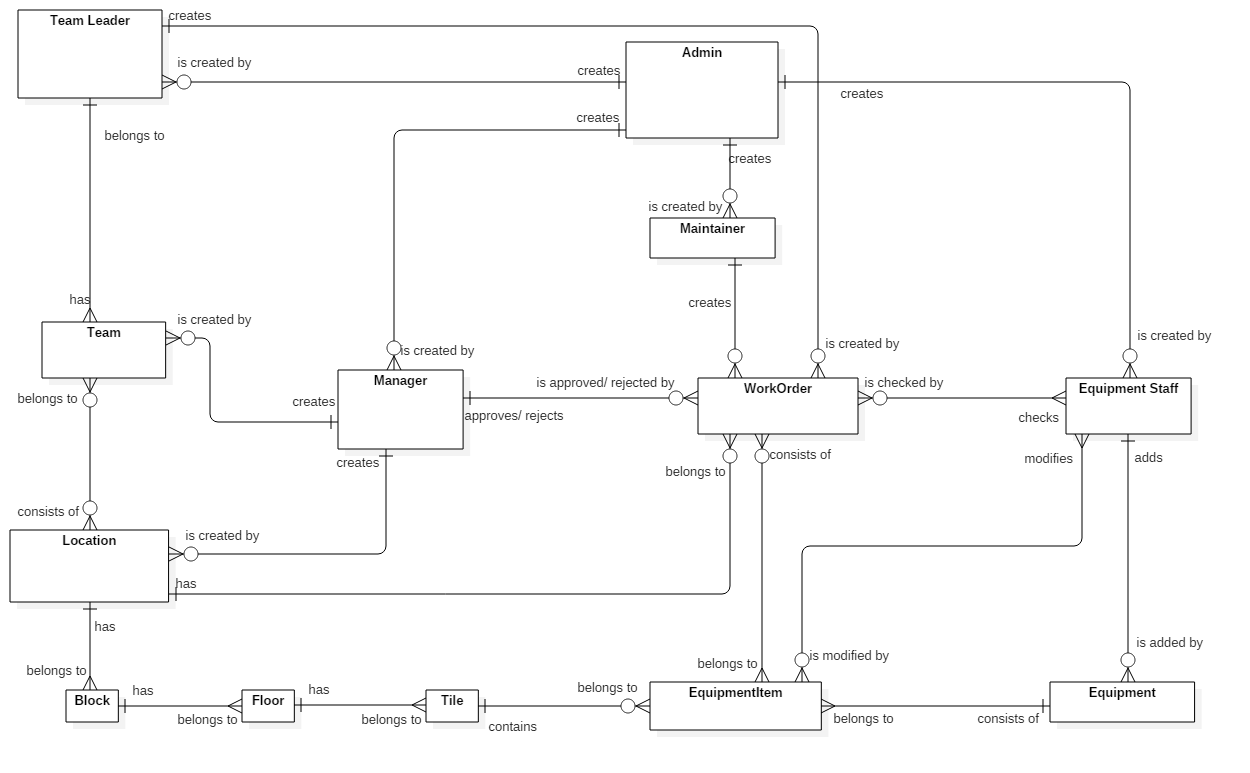 Team Leader
creates
is created by
creates
Admin
creates
creates
belongs to
creates
is created by
Maintainer
has
creates
Team
is created by
is created by
is created by
is created by
belongs to
creates
Manager
is approved/ rejected by
approves/ rejects
WorkOrder
is checked by
Equipment Staff
checks
creates
belongs to
consists of
modifies
adds
consists of
Location
is created by
has
has
belongs to
Block
has
belongs to
Floor
has
belongs to
Tile
contains
belongs to
belongs to
EquipmentItem
is modified by
is added by
belongs to
consists of
Equipment